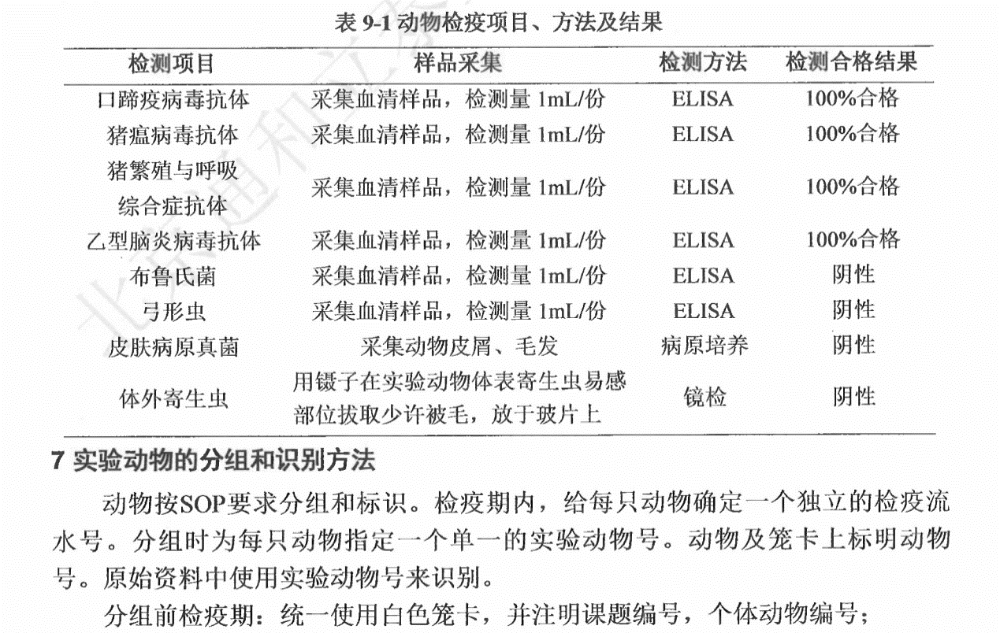 表 9-1 动物检疫项目、方法及结果
检测项目 样品采集 检测方法 检测合格结果
口蹄疫病毒抗体 采集血清样品，检测量 1mL/份 ELISA 100%合格
猪瘟病毒抗体 采集血清样品，检测量 1mL/份 ELISA 100%合格
猪繁殖与呼吸
综合症抗体 采集血清样品，检测量 1mL/份 ELISA 100%合格
乙型脑炎病毒抗体 采集血清样品，检测量 1mL/份 ELISA 100%合格
布鲁氏菌 采集血清样品，检测量 1mL/份 ELISA 阴性
弓形虫 采集血清样品，检测量 1mL/份 ELISA 阴性
皮肤病原真菌 采集动物皮屑、毛发 病原培养 阴性
体外寄生虫 用镊子在实验动物体表寄生虫易感
部位拔取少许被毛，放于玻片上 镜检 阴性
7 实验动物的分组和识别方法
动物按SOP要求分组和标识。检疫期内，给每只动物确定一个独立的检疫流
水号。分组时为每只动物指定一个单一的实验动物号。动物及笼卡上标明动物
号。原始资料中使用实验动物号来识别。
分组前检疫期：统一使用白色笼卡，并注明课题编号，个体动物编号；
北京通和立泰